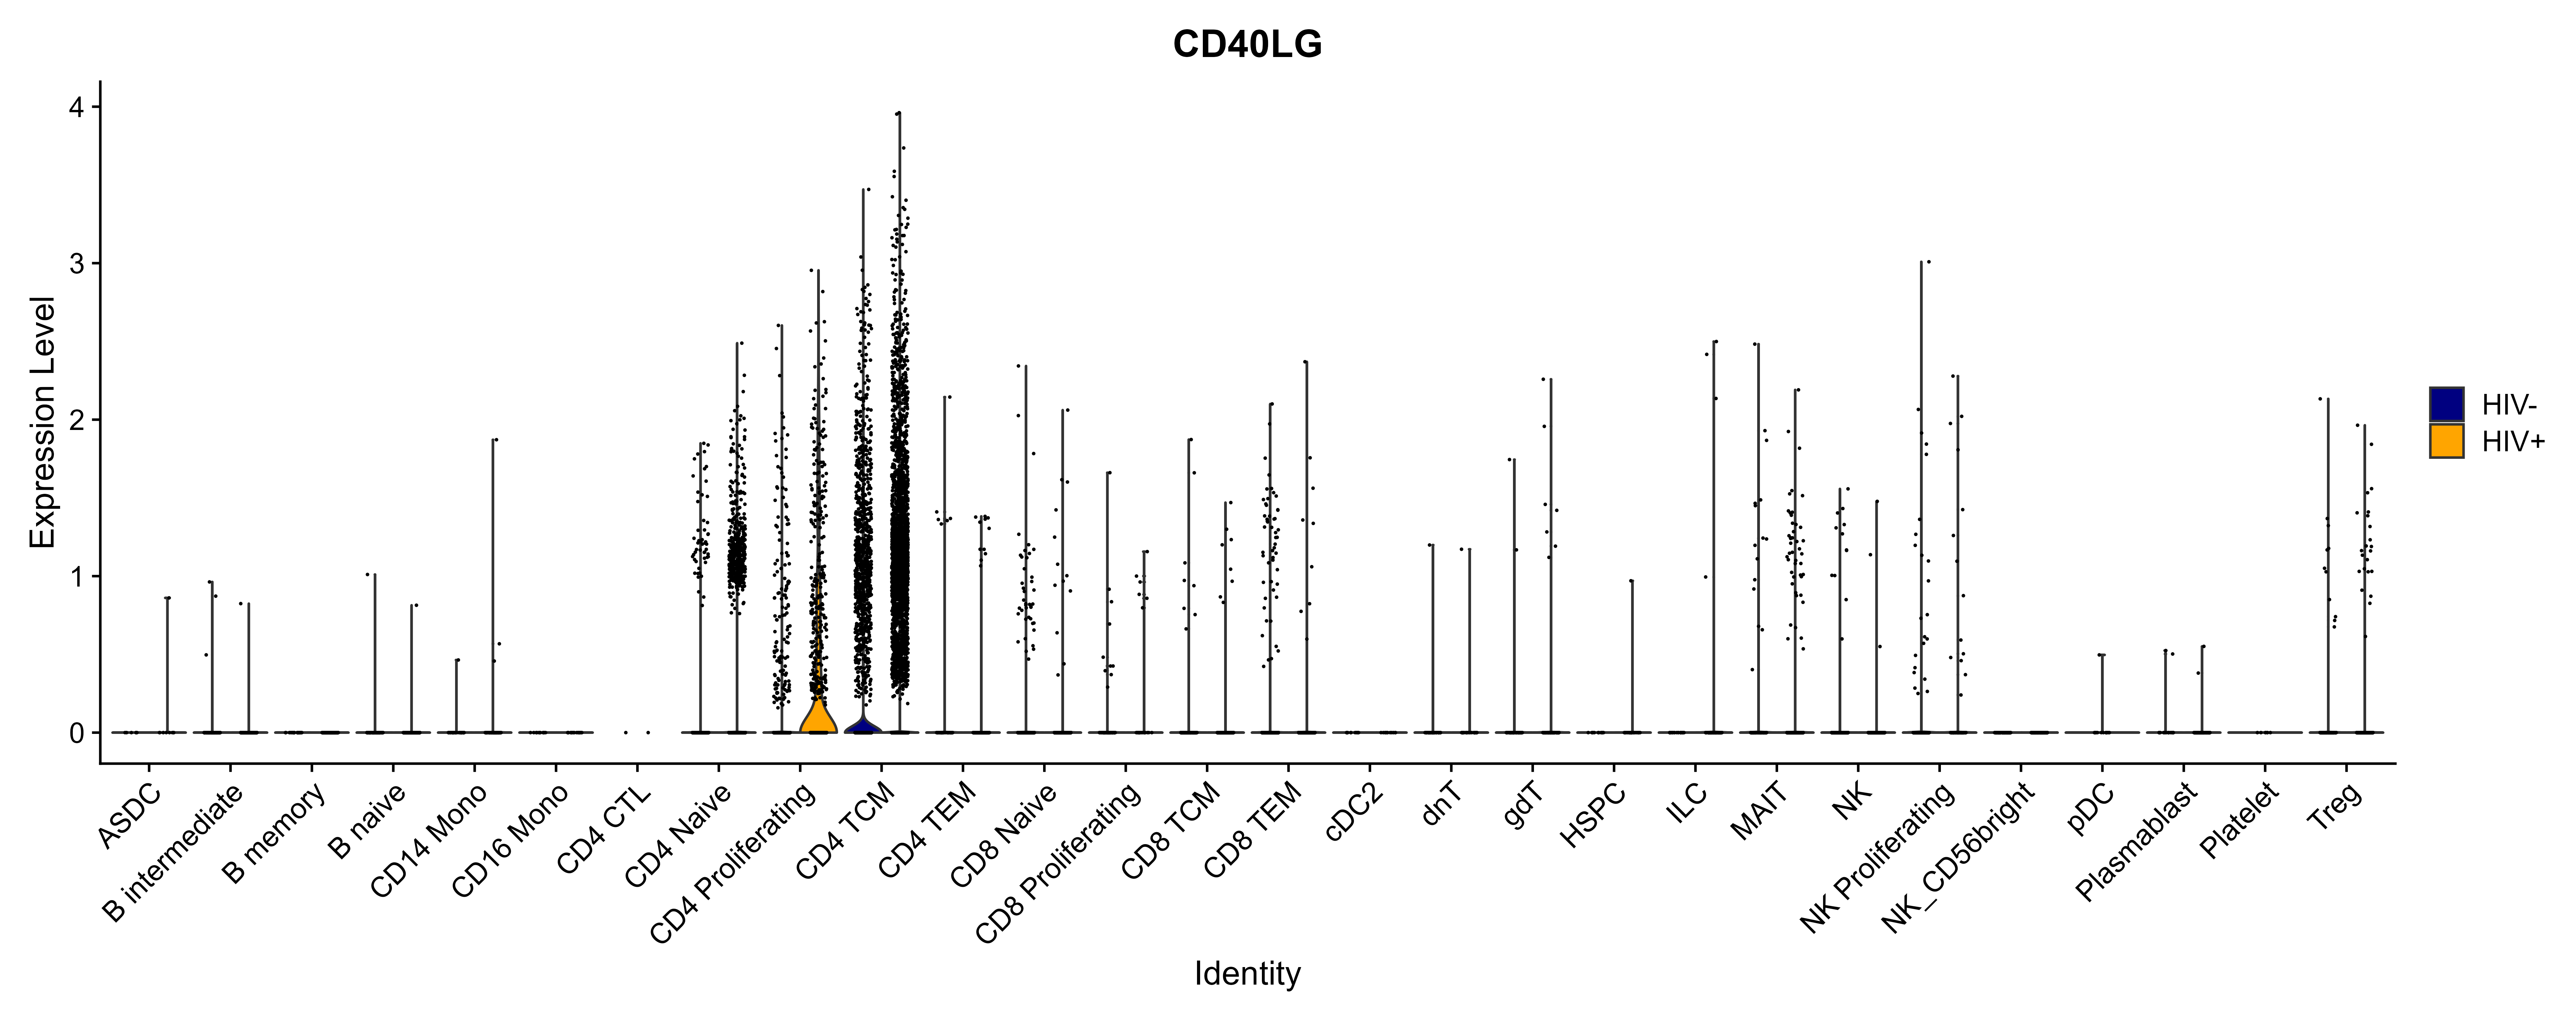 CD40LG
Expression Level
4
3
2
1
0
ASDC
B intermediate
B memory
B naive
CD14 Mono
CD16 Mono
CD4 CTL
CD4 Naive
CD4 Proliferating
CD4 TCM
CD4 TEM
CD8 Naive
CD8 Proliferating
CD8 TCM
CD8 TEM
cDC2
dnT
gdT
HSPC
ILC
MAIT
NK
NK Proliferating
NK_CD56bright
pDC
Plasmablast
Platelet
Treg
Identity
HIV-
HIV+